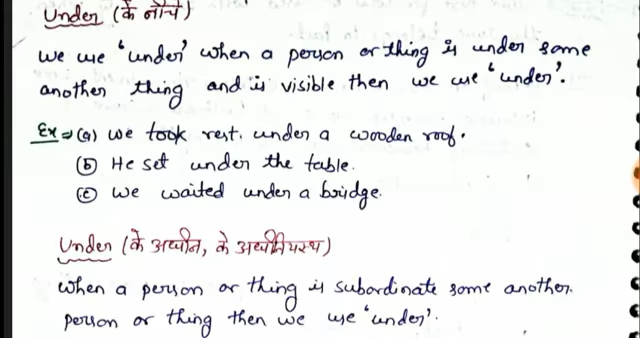 Under (के नीचे)
We use 'under' when a person or thing is under some
another thing and is visible then we use 'under'.
Ex⇒ (a) We took rest. under a wooden roof.
(b) He set under the table.
(c) We waited under a bridge.
Under (के अधीन, के अधीनस्थ)
When a person or thing is subordinate some another.
person or thing then we use 'under'.